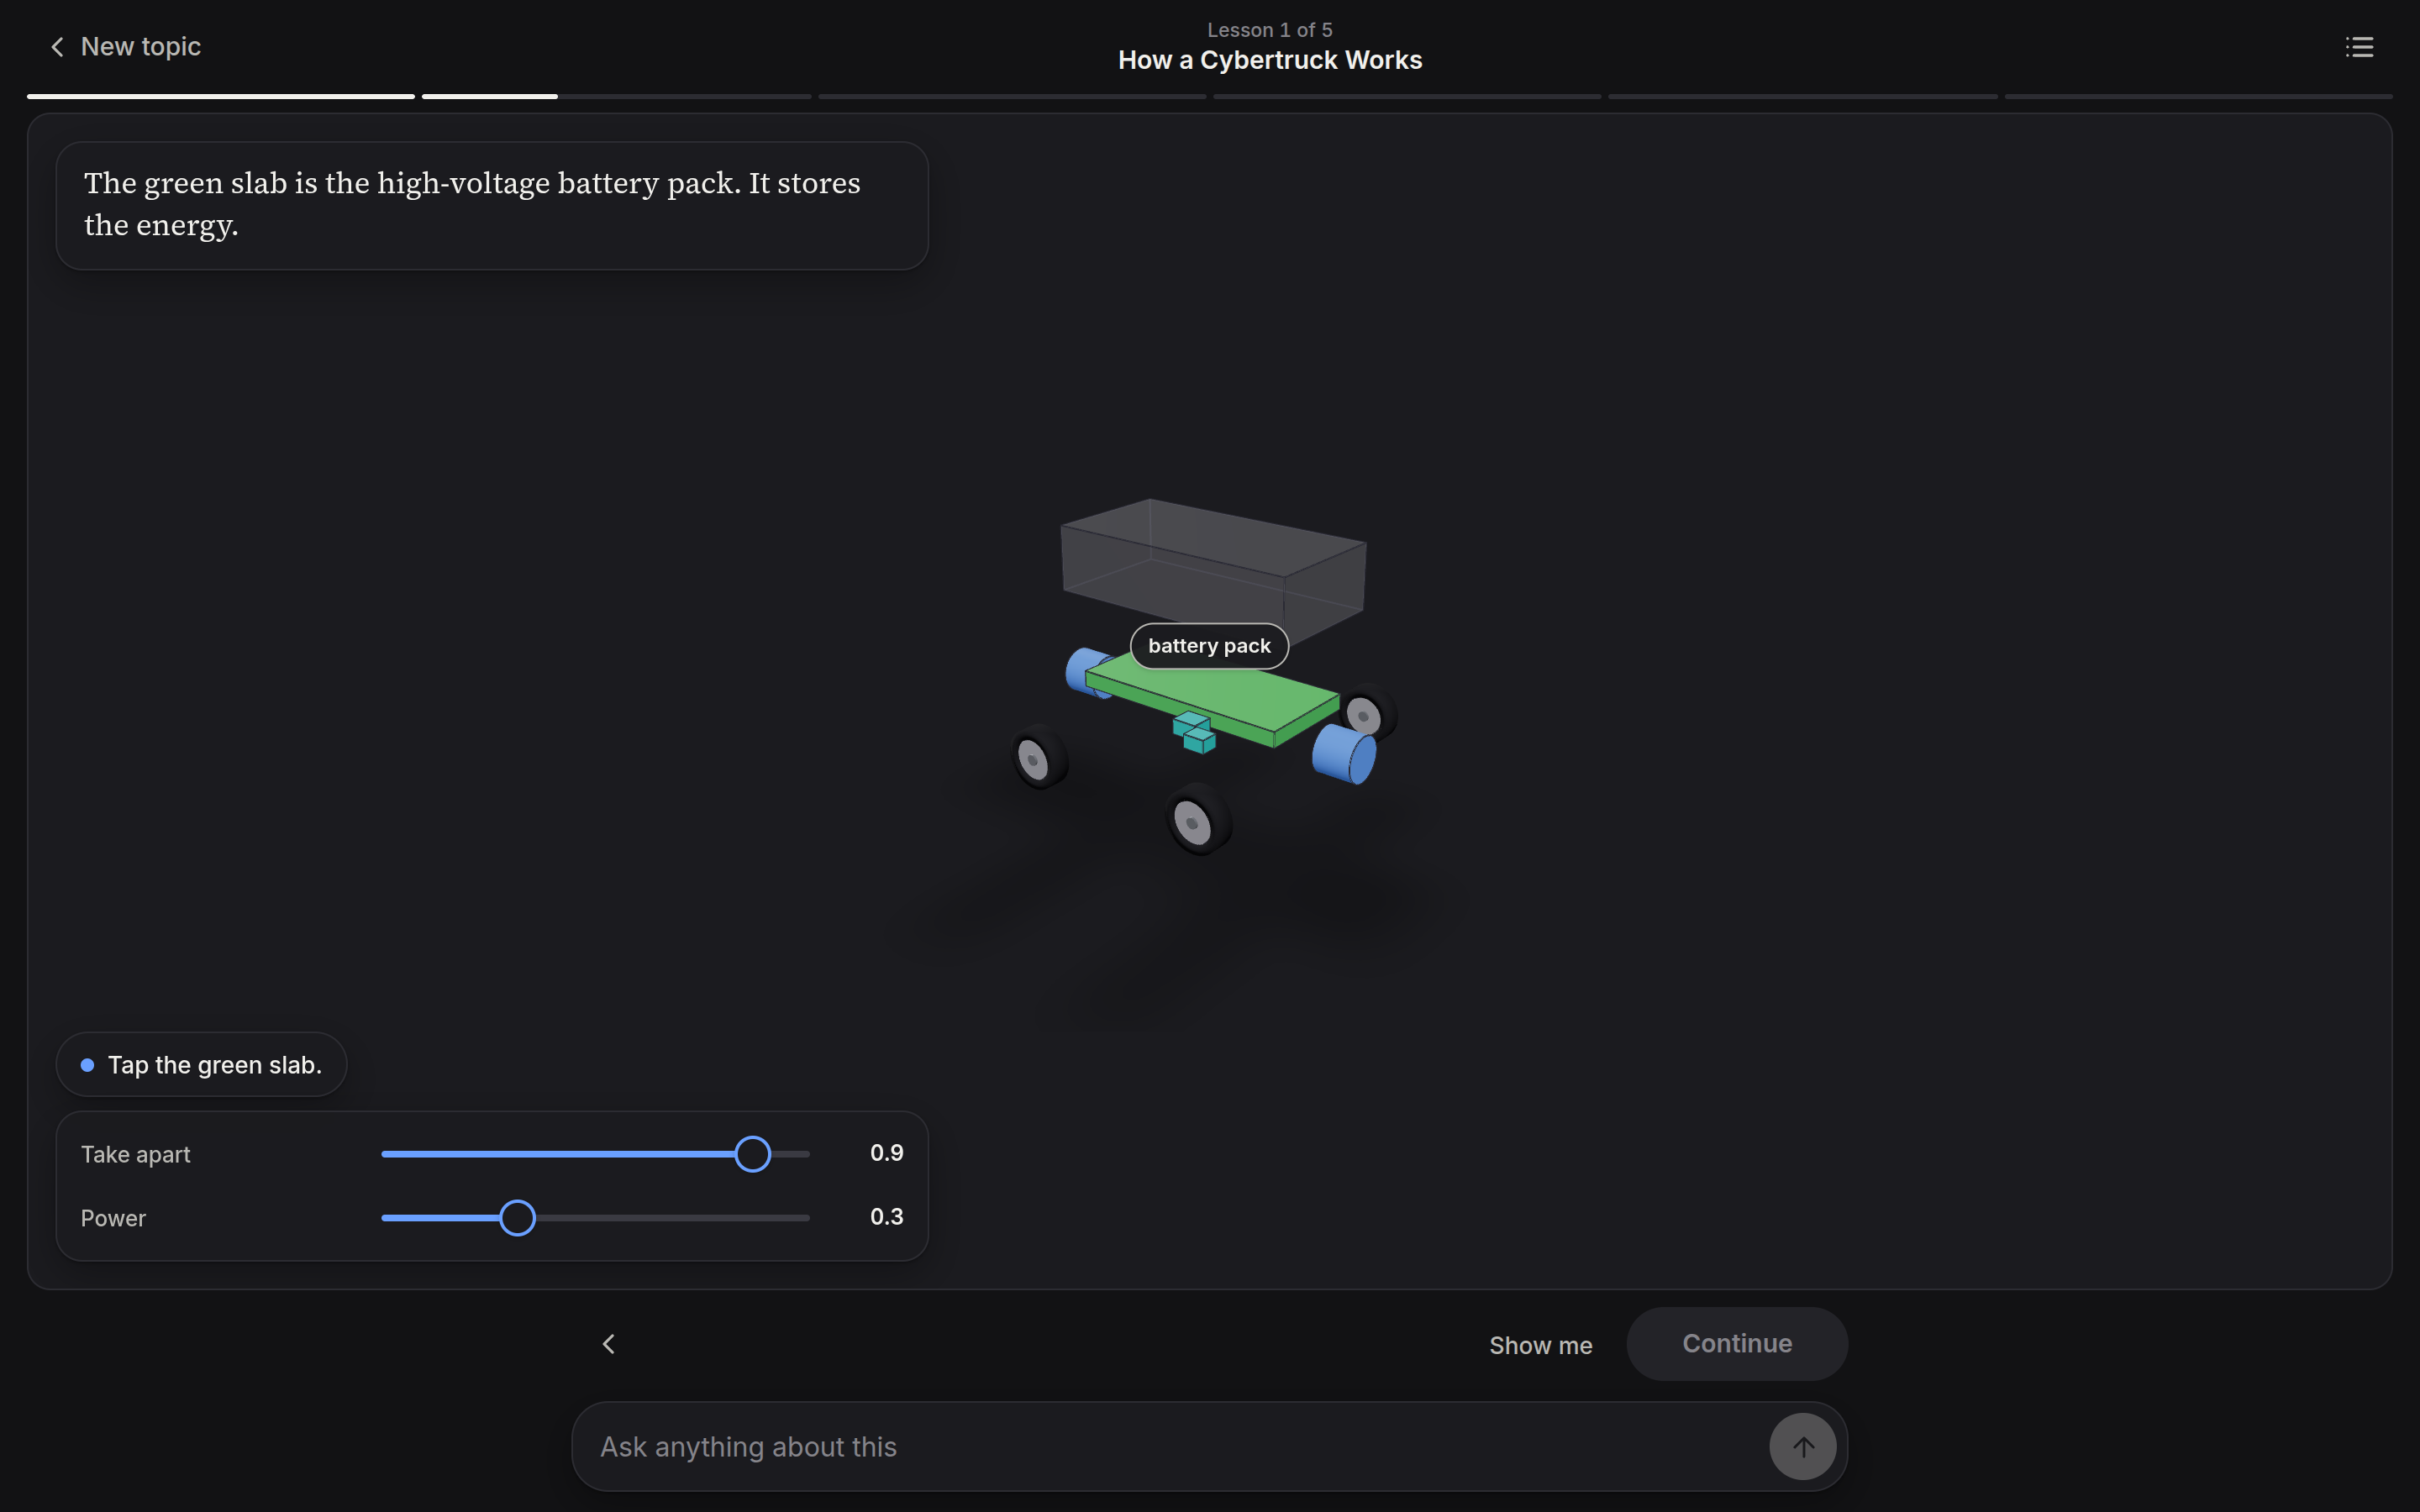 New topic
Lesson 1 of 5
How a Cybertruck Works
The green slab is the high-voltage battery pack. It stores
the energy.
battery pack
Tap the green slab.
Take apart
0.9
Power
0.3
Show me
Continue
Ask anything about this